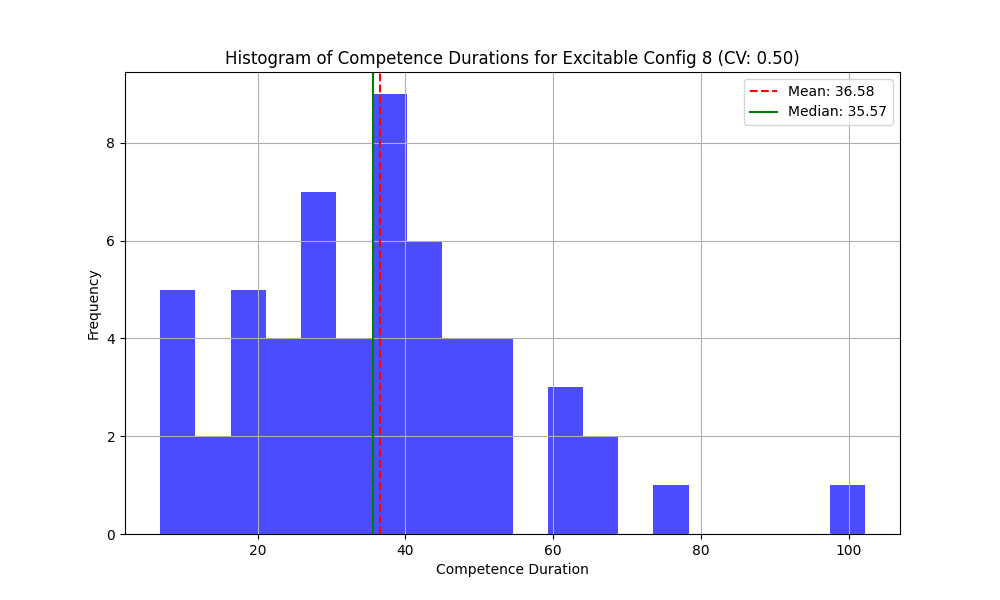 Histogram of Competence Durations for Excitable Config 8 (CV: 0.50)
Mean: 36.58
Median: 35.57
Frequency
8
6
4
2
0
20 40 60 80 100
Competence Duration